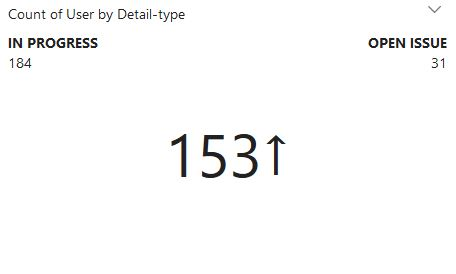 Count of User by Detail-type
IN PROGRESS OPEN ISSUE
184 31
153↑